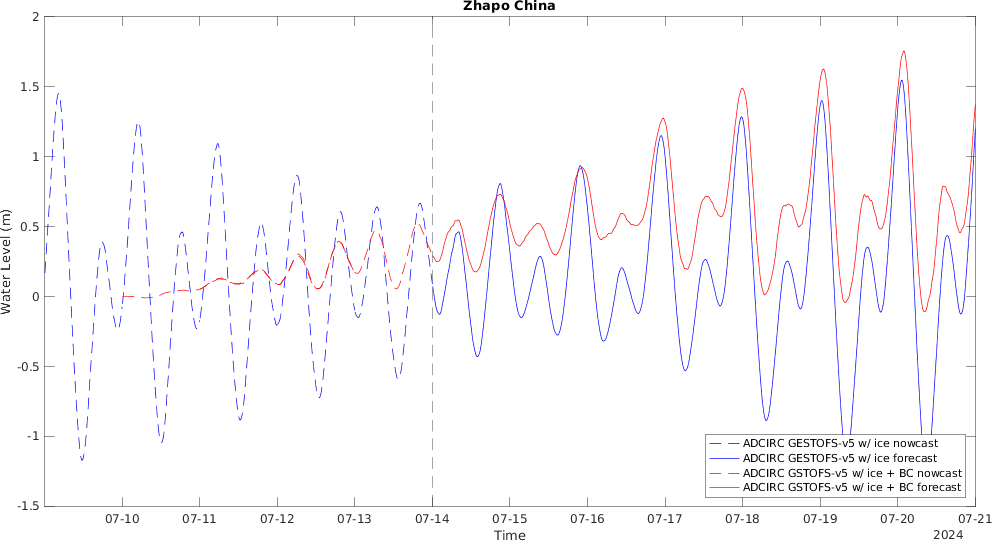 Zhapo China
2
1.5
1
0.5
0
-0.5
-1
-1.5
Water Level (m)
ADCIRC GESTOFS-v5 w/ ice nowcast
ADCIRC GESTOFS-v5 w/ ice forecast
ADCIRC GSTOFS-v5 w/ ice + BC nowcast
ADCIRC GSTOFS-v5 w/ ice + BC forecast
07-10 07-11 07-12 07-13 07-14 07-15 07-16 07-17 07-18 07-19 07-20 07-21
Time
2024